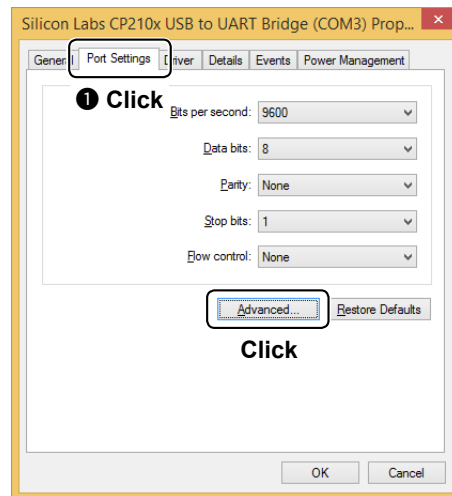 Silicon Labs CP210x USB to UART Bridge (COM3) Prop...
General Port Settings Driver Details Events Power Management
❶ Click
Bits per second: 9600
Data bits: 8
Parity: None
Stop bits: 1
Flow control: None
Advanced... Restore Defaults
Click
OK Cancel